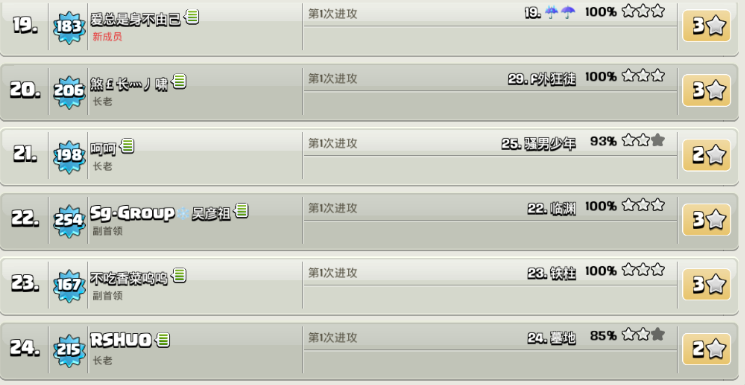 19. 183 爱总是身不由己 第1次进攻 19. ☔☂ 100% 3
新成员
20. 206 煞£长灬丿啸 第1次进攻 29. 外狂徒 100% 3
长老
21. 198 呵呵 第1次进攻 25. 骚男少年 93% 2
长老
22. 254 Sg-Group 吴彦祖 第1次进攻 22. 临渊 100% 3
副首领
23. 167 不吃香菜呜呜 第1次进攻 23. 铁柱 100% 3
副首领
24. 215 RSHUO 第1次进攻 24. 墓地 85% 2
长老